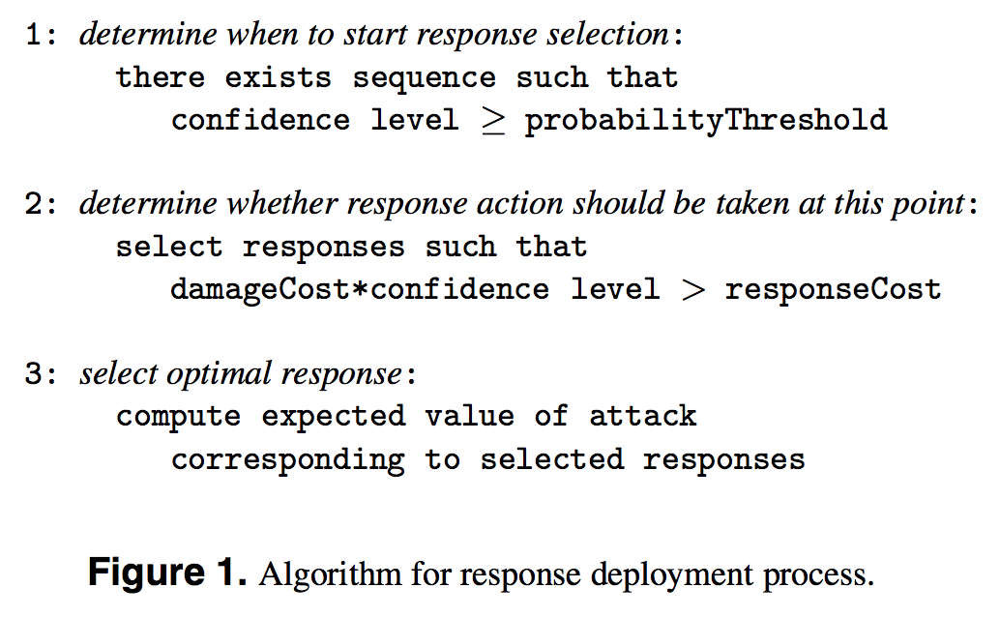 1: determine when to start response selection:
there exists sequence such that
confidence level ≥ probabilityThreshold
2: determine whether response action should be taken at this point:
select responses such that
damageCost*confidence level > responseCost
3: select optimal response:
compute expected value of attack
corresponding to selected responses
Figure 1. Algorithm for response deployment process.